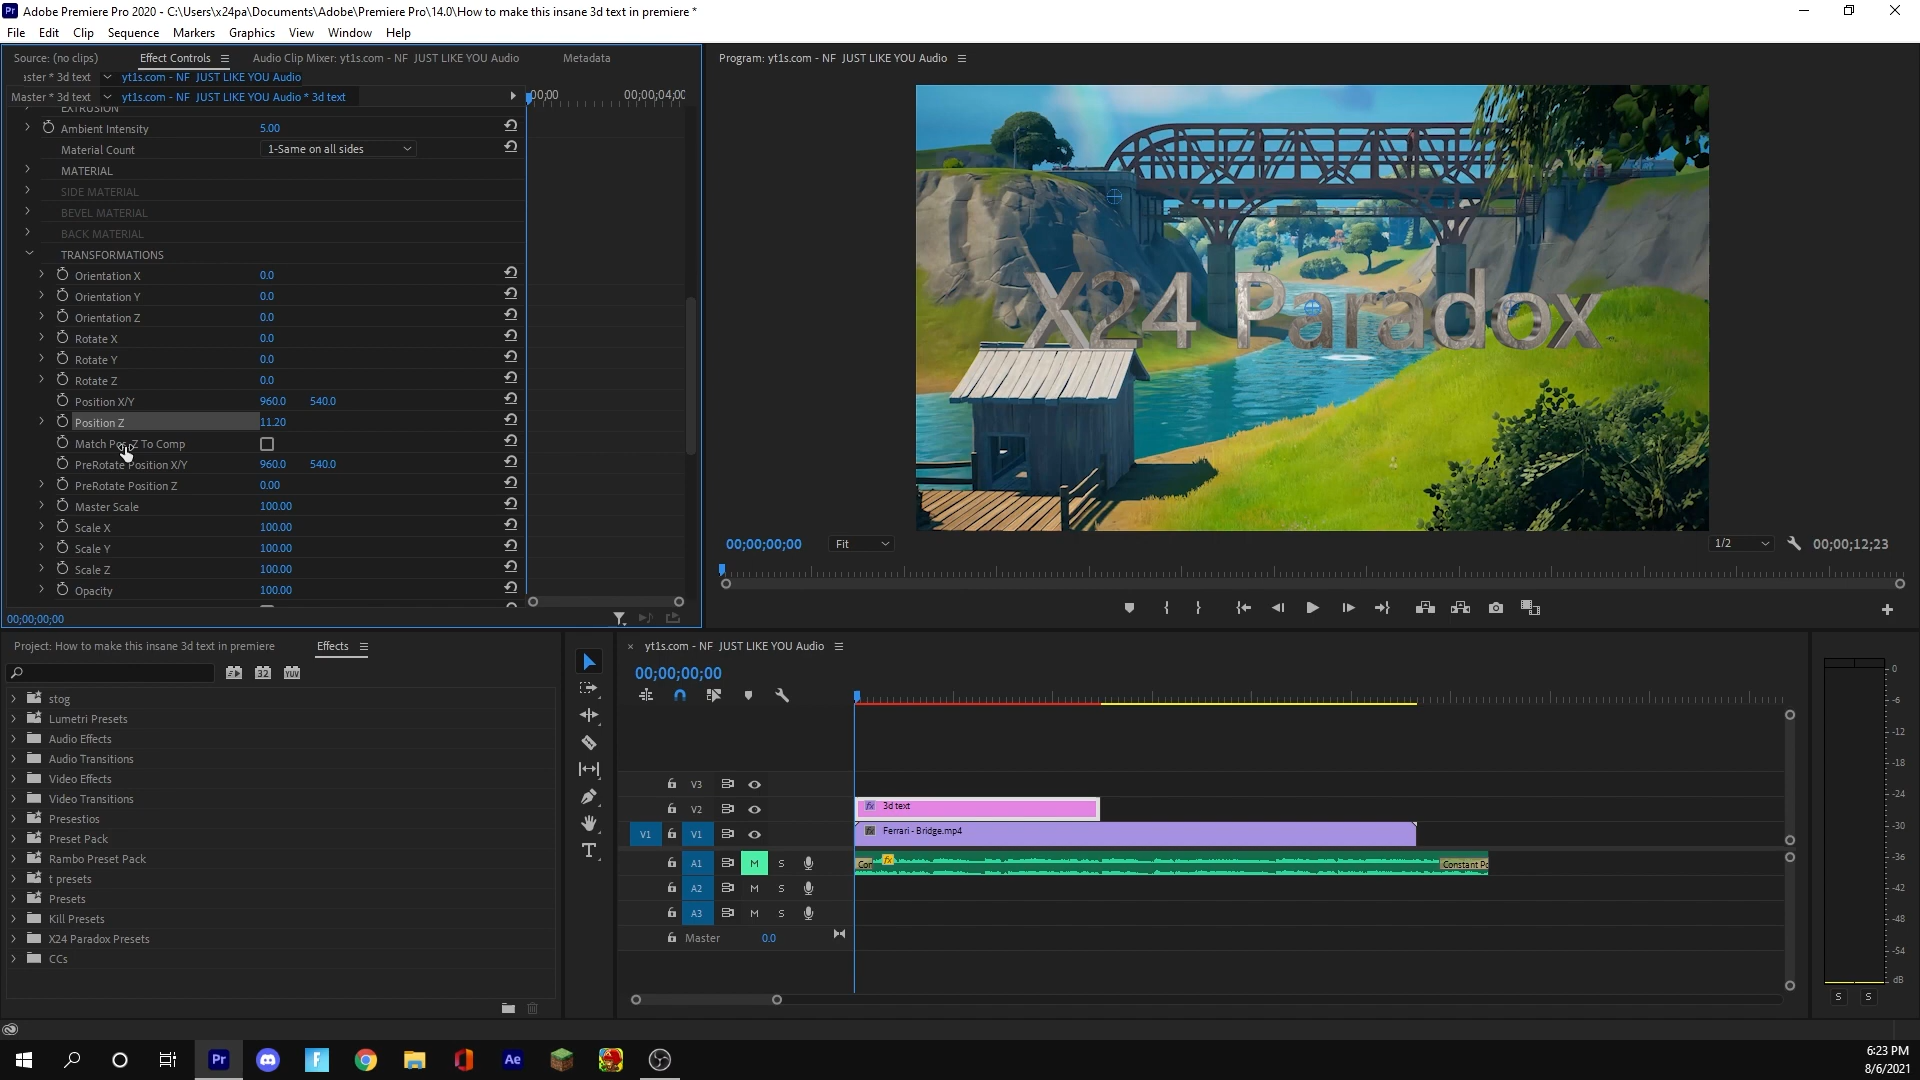 Adobe Premiere Pro 2020 - C:\Users\x24pa\Documents\Adobe\Premiere Pro\14.0\How to make this insane 3d text in premiere *
File Edit Clip Sequence Markers Graphics View Window Help
Source: (no clips) Effect Controls Audio Clip Mixer: yt1s.com - NF JUST LIKE YOU Audio Metadata
Program: yt1s.com - NF JUST LIKE YOU Audio
aster * 3d text yt1s.com - NF JUST LIKE YOU Audio
Master * 3d text yt1s.com - NF JUST LIKE YOU Audio * 3d text
00;00 00;00;04;00
EXTRUSION
Ambient Intensity 5.00
Material Count 1-Same on all sides
MATERIAL
SIDE MATERIAL
BEVEL MATERIAL
BACK MATERIAL
TRANSFORMATIONS
Orientation X 0.0
Orientation Y 0.0
Orientation Z 0.0
Rotate X 0.0
Rotate Y 0.0
Rotate Z 0.0
Position X/Y 960.0 540.0
Position Z 11.20
Match Pos Z To Comp
PreRotate Position X/Y 960.0 540.0
PreRotate Position Z 0.00
Master Scale 100.00
Scale X 100.00
Scale Y 100.00
Scale Z 100.00
Opacity 100.00
00;00;00;00
X24 Paradox
00;00;00;00 Fit 1/2 00;00;12;23
Project: How to make this insane 3d text in premiere Effects
32 YUV
stog
Lumetri Presets
Audio Effects
Audio Transitions
Video Effects
Video Transitions
Presestios
Preset Pack
Rambo Preset Pack
t presets
Presets
Kill Presets
X24 Paradox Presets
CCs
T
× yt1s.com - NF JUST LIKE YOU Audio
00;00;00;00
V3
V2 fx 3d text
V1 V1 fx Ferrari - Bridge.mp4
A1 M S fx Constant Po
A2 M S
A3 M S
Master 0.0
0
-6
-12
-18
-24
-30
-36
-42
-48
-54
dB
S S
Pr
F
Ae
6:23 PM
8/6/2021